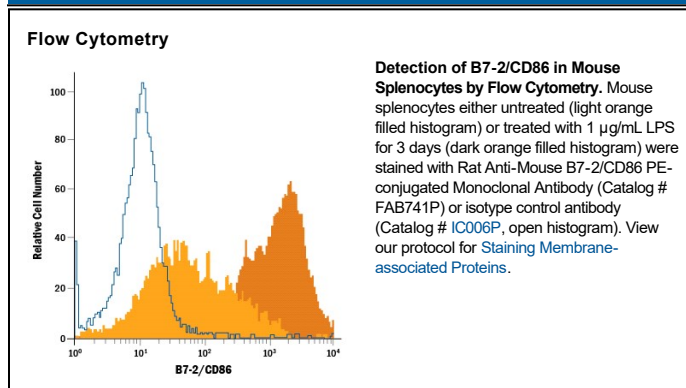 Flow Cytometry
Detection of B7-2/CD86 in Mouse
Splenocytes by Flow Cytometry. Mouse
splenocytes either untreated (light orange
filled histogram) or treated with 1 µg/mL LPS
for 3 days (dark orange filled histogram) were
stained with Rat Anti-Mouse B7-2/CD86 PE-
conjugated Monoclonal Antibody (Catalog #
FAB741P) or isotype control antibody
(Catalog # IC006P, open histogram). View
our protocol for Staining Membrane-
associated Proteins.
Relative Cell Number
100
80
60
40
20
0
10⁰ 10¹ 10² 10³ 10⁴
B7-2/CD86